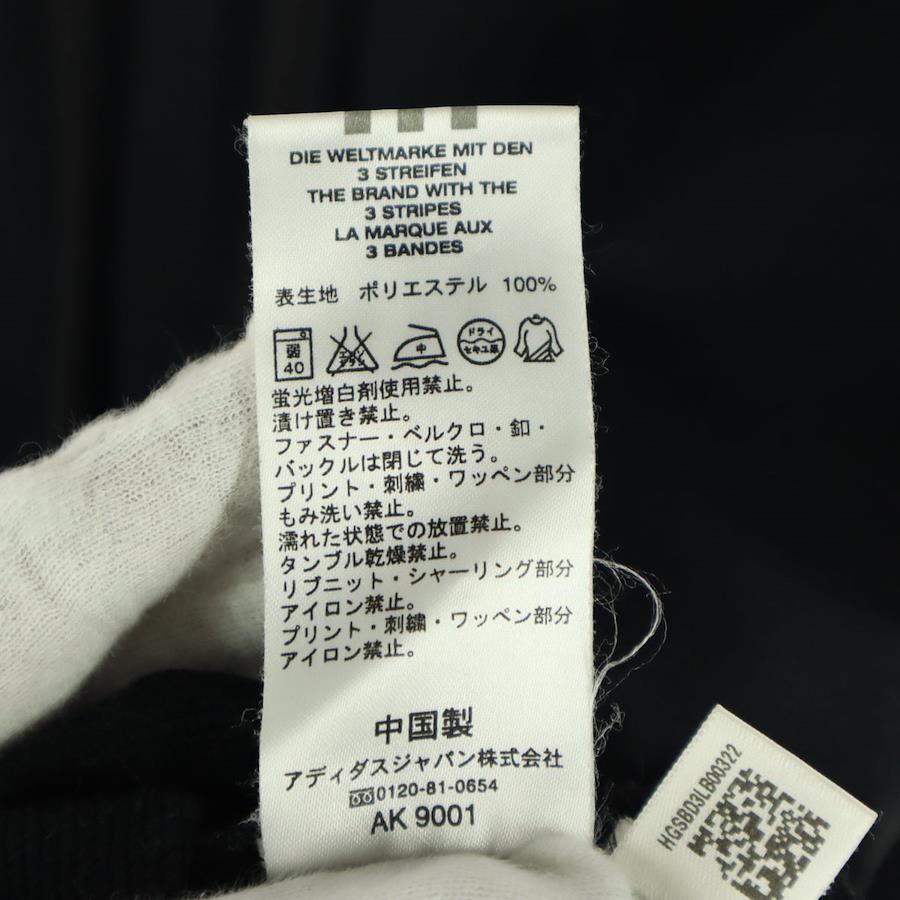 DIE WELTMARKE MIT DEN
3 STREIFEN
THE BRAND WITH THE
3 STRIPES
LA MARQUE AUX
3 BANDES
表生地 ポリエステル 100%
弱
40
中
ドライ
セキユ系
蛍光増白剤使用禁止。
漬け置き禁止。
ファスナー・ベルクロ・釦・
バックルは閉じて洗う。
プリント・刺繍・ワッペン部分
もみ洗い禁止。
濡れた状態での放置禁止。
タンブル乾燥禁止。
リブニット・シャーリング部分
アイロン禁止。
プリント・刺繍・ワッペン部分
アイロン禁止。
中国製
アディダスジャパン株式会社
0120-81-0654
AK 9001
HGSBD3LB00322